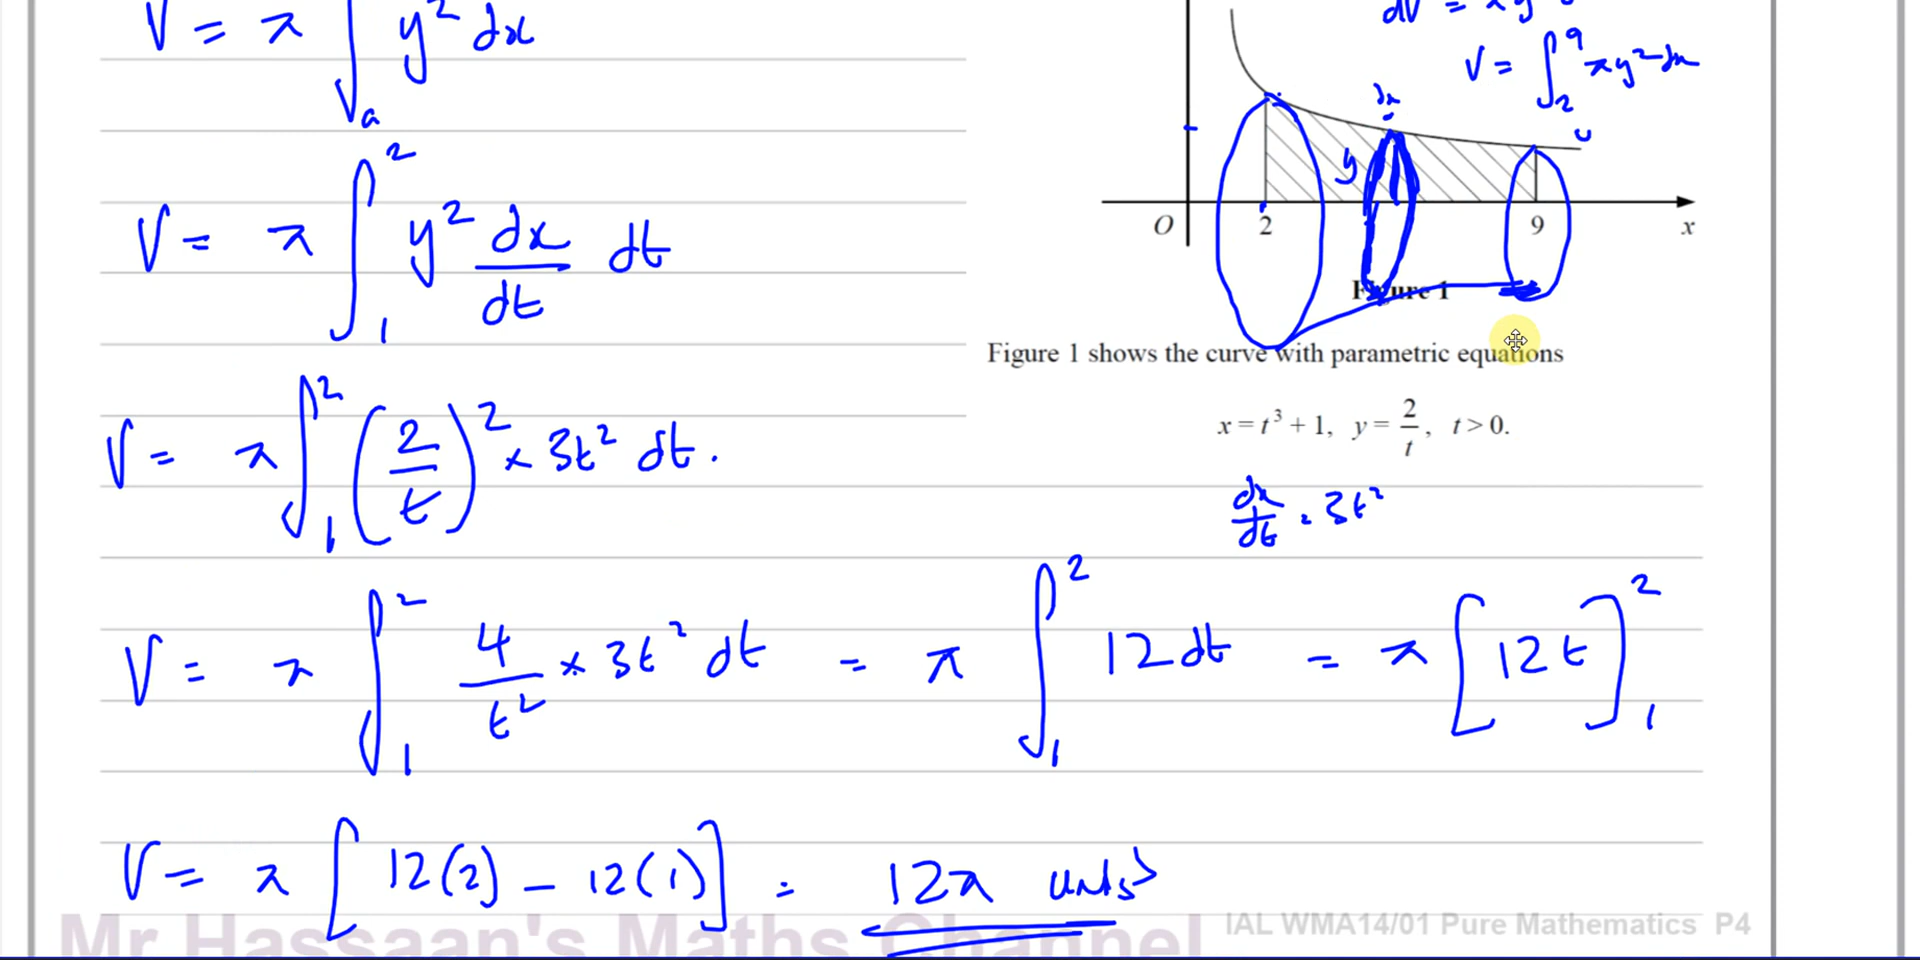 V = π ∫ₐ y² dx
dV = πy
V = ∫₂⁹ πy² dx
dx
y
O 2 9 x
V = π ∫₁² y² dx/dt dt
Figure 1
Figure 1 shows the curve with parametric equations
x = t³ + 1, y = 2/t, t > 0.
V = π ∫₁² (2/t)² × 3t² dt.
dx/dt = 3t²
V = π ∫₁² 4/t² × 3t² dt = π ∫₁² 12 dt = π [12t]₁²
V = π [12(2) - 12(1)] = 12π units³
Mr Hassaan's Maths Channel
IAL WMA14/01 Pure Mathematics P4